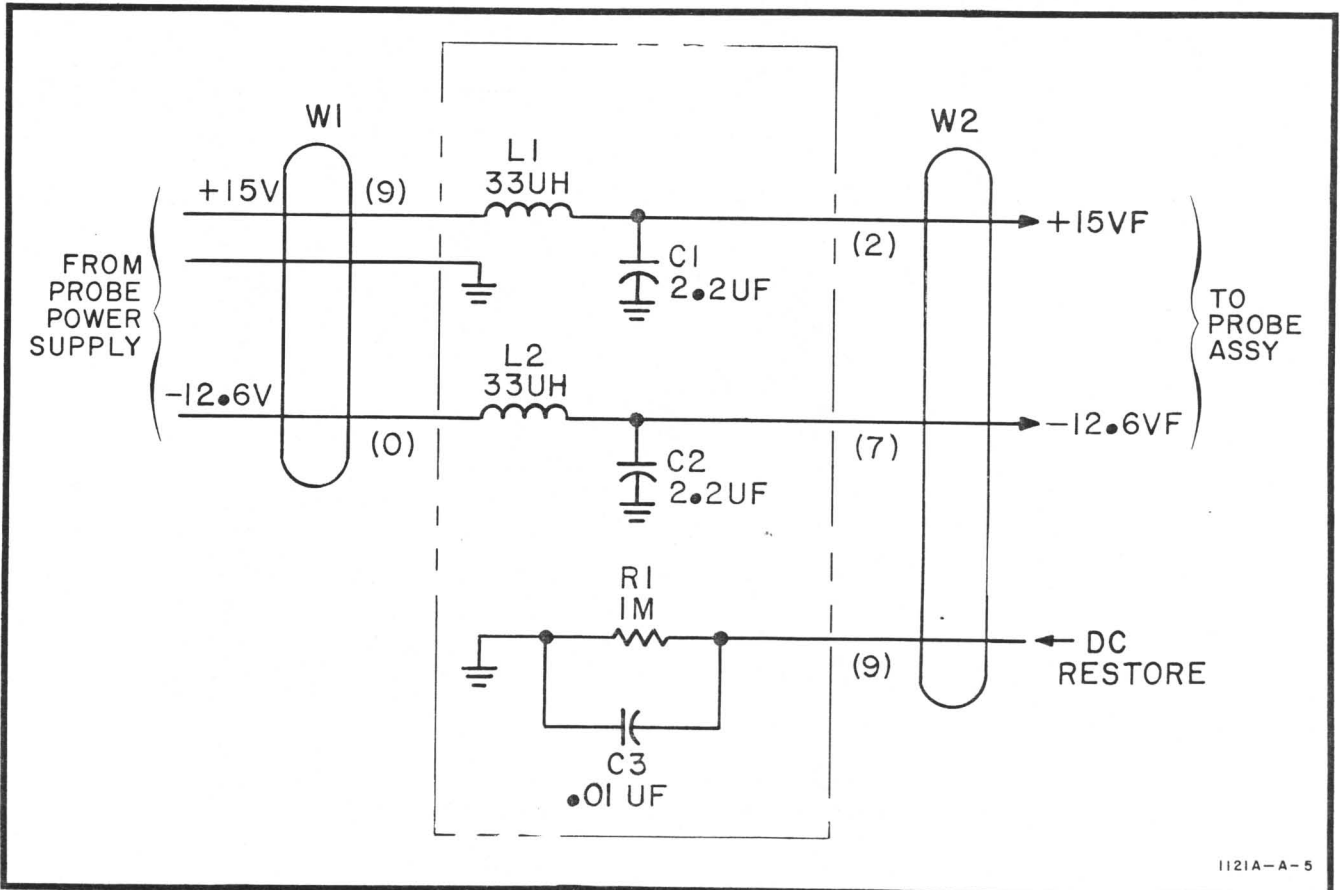 W1
W2
L1
33UH
+15V
(9)
+15VF
(2)
C1
2.2UF
FROM
PROBE
POWER
SUPPLY
TO
PROBE
ASSY
L2
33UH
-12.6V
(0)
-12.6VF
(7)
C2
2.2UF
R1
1M
(9)
DC
RESTORE
C3
.01 UF
1121A-A-5